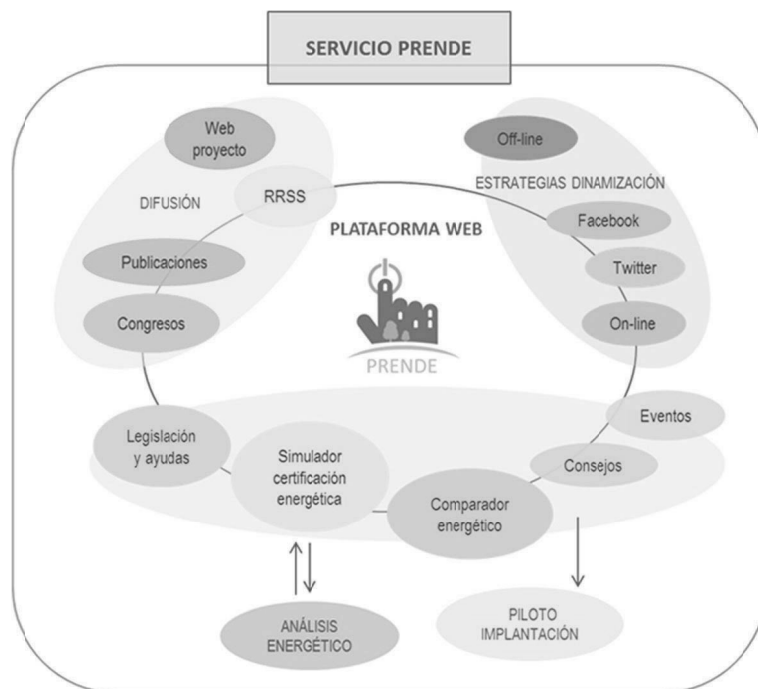 SERVICIO PRENDE
Web
proyecto
DIFUSIÓN
RRSS
Publicaciones
Congresos
Off-line
ESTRATEGIAS DINAMIZACIÓN
Facebook
Twitter
On-line
PLATAFORMA WEB
PRENDE
Legislación
y ayudas
Simulador
certificación
energética
Comparador
energético
Consejos
Eventos
ANÁLISIS
ENERGÉTICO
PILOTO
IMPLANTACIÓN